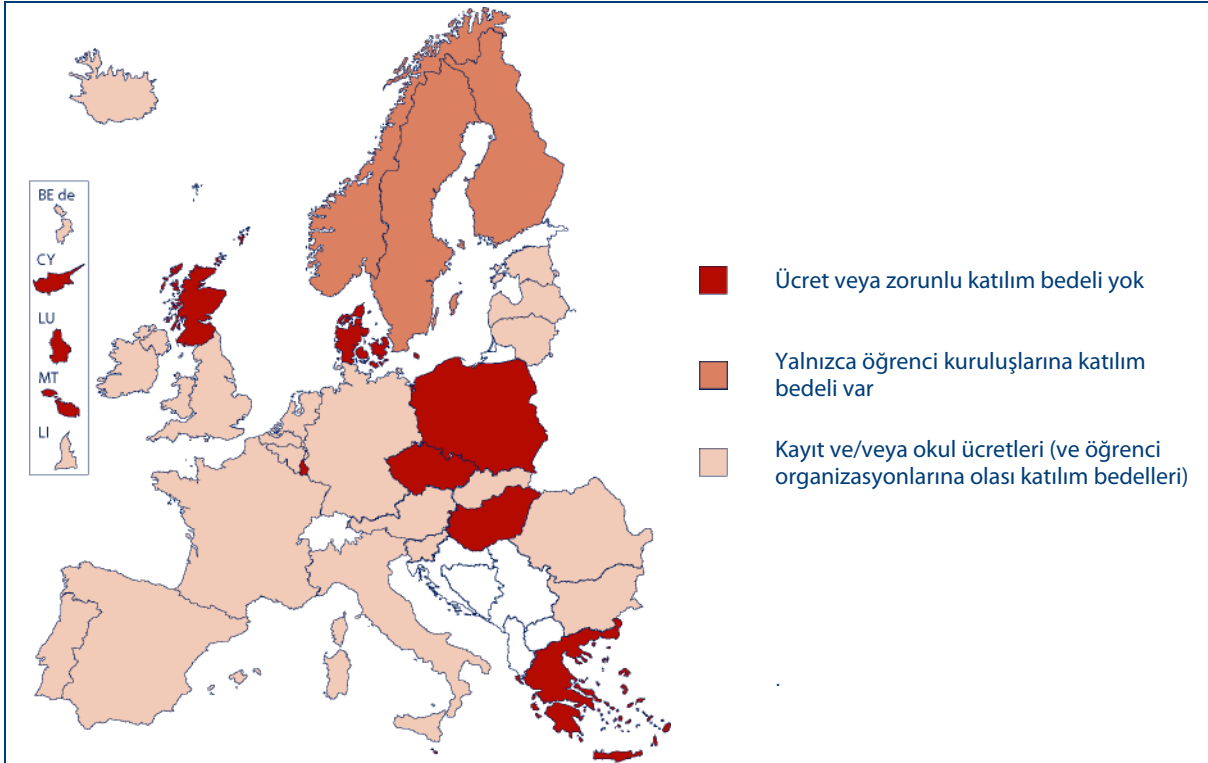 BE de
CY
LU
MT
LI
Ücret veya zorunlu katılım bedeli yok
Yalnızca öğrenci kuruluşlarına katılım
bedeli var
Kayıt ve/veya okul ücretleri (ve öğrenci
organizasyonlarına olası katılım bedelleri)
.